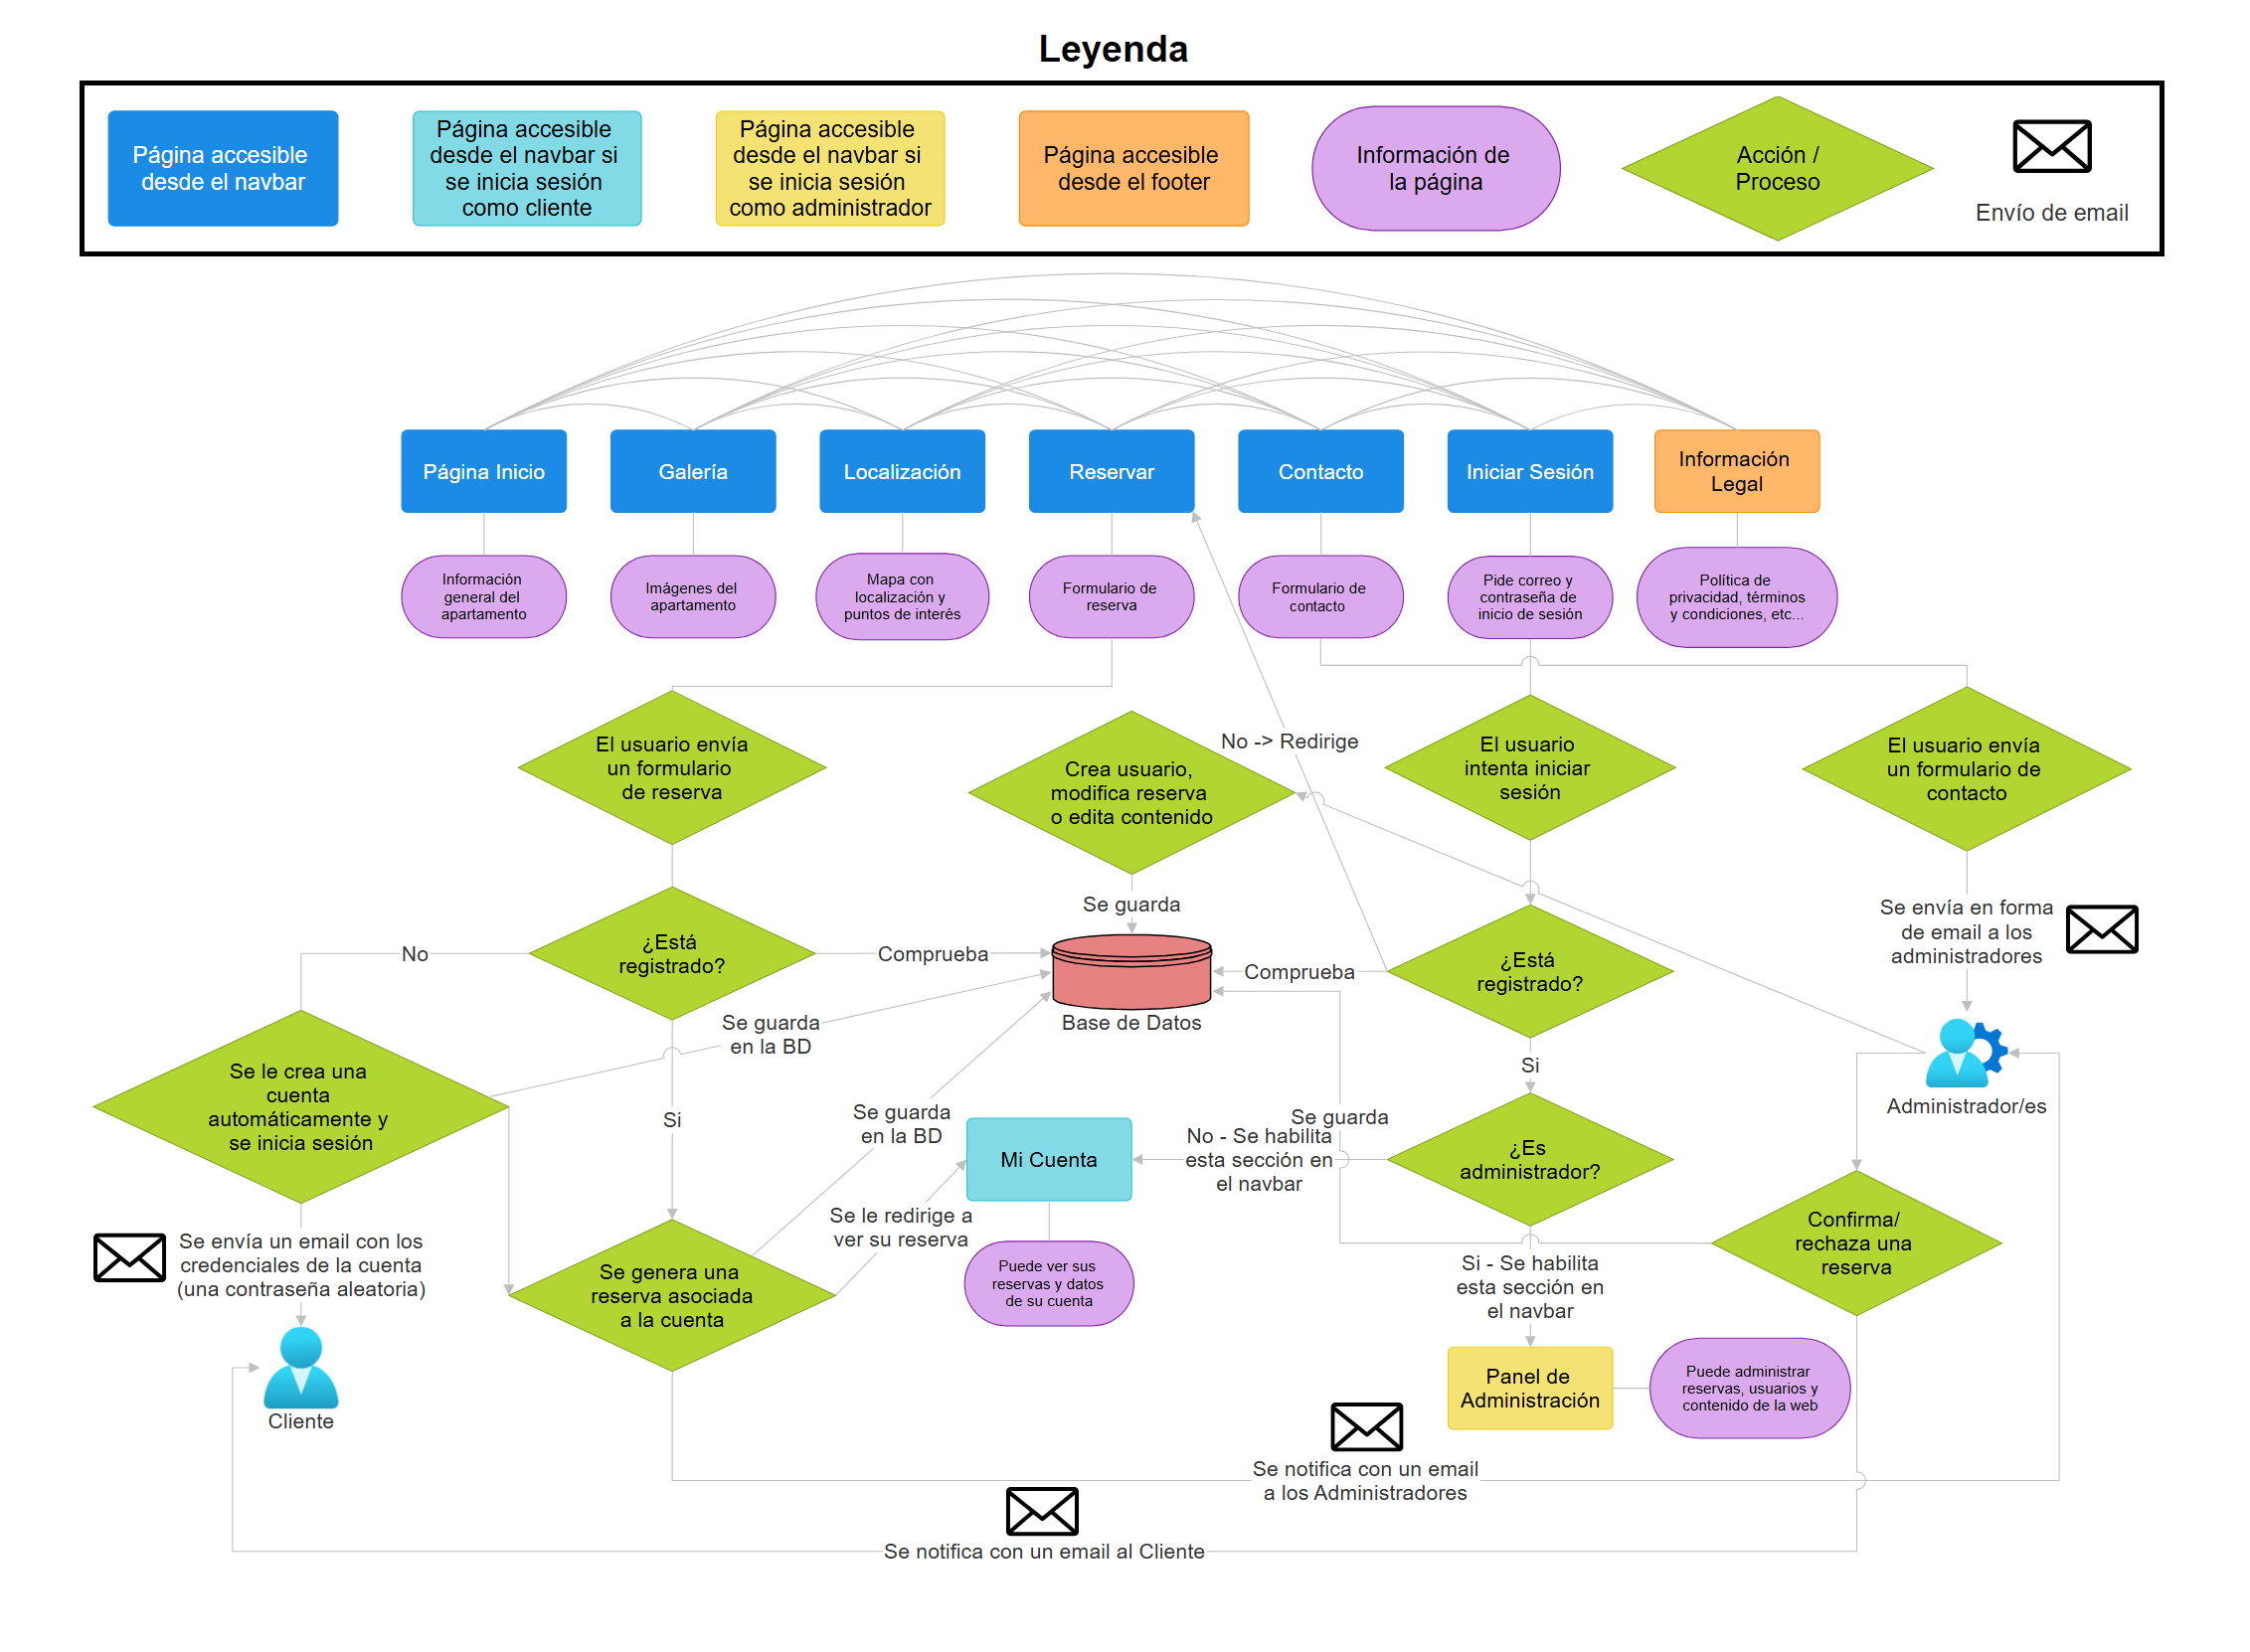 Leyenda
Página accesible
desde el navbar
Página accesible
desde el navbar si
se inicia sesión
como cliente
Página accesible
desde el navbar si
se inicia sesión
como administrador
Página accesible
desde el footer
Información de
la página
Acción /
Proceso
Envío de email
Página Inicio
Galería
Localización
Reservar
Contacto
Iniciar Sesión
Información
Legal
Información
general del
apartamento
Imágenes del
apartamento
Mapa con
localización y
puntos de interés
Formulario de
reserva
Formulario de
contacto
Pide correo y
contraseña de
inicio de sesión
Política de
privacidad, términos
y condiciones, etc...
El usuario envía
un formulario
de reserva
Crea usuario,
modifica reserva
o edita contenido
No -> Redirige
El usuario
intenta iniciar
sesión
El usuario envía
un formulario de
contacto
Se guarda
Se envía en forma
de email a los
administradores
No
¿Está
registrado?
Comprueba
Base de Datos
Comprueba
¿Está
registrado?
Se guarda
en la BD
Si
Administrador/es
Se le crea una
cuenta
automáticamente y
se inicia sesión
Si
Se guarda
en la BD
Mi Cuenta
Se guarda
No - Se habilita
esta sección en
el navbar
¿Es
administrador?
Se le redirige a
ver su reserva
Confirma/
rechaza una
reserva
Se envía un email con los
credenciales de la cuenta
(una contraseña aleatoria)
Se genera una
reserva asociada
a la cuenta
Puede ver sus
reservas y datos
de su cuenta
Si - Se habilita
esta sección en
el navbar
Cliente
Panel de
Administración
Puede administrar
reservas, usuarios y
contenido de la web
Se notifica con un email
a los Administradores
Se notifica con un email al Cliente